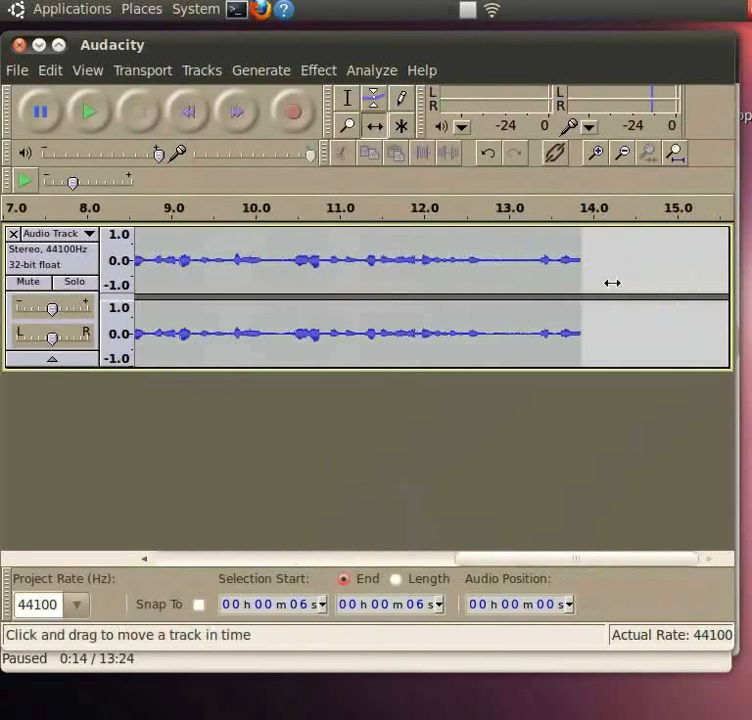 Applications Places System
Audacity
File Edit View Transport Tracks Generate Effect Analyze Help
L
R
-24 0
L
R
-24 0
7.0 8.0 9.0 10.0 11.0 12.0 13.0 14.0 15.0
Audio Track
Stereo, 44100Hz
32-bit float
Mute Solo
L R
1.0
0.0
-1.0
1.0
0.0
-1.0
Project Rate (Hz):
44100
Snap To
Selection Start:
End Length
Audio Position:
00 h 00 m 06 s
00 h 00 m 06 s
00 h 00 m 00 s
Click and drag to move a track in time
Actual Rate: 44100
Paused 0:14 / 13:24